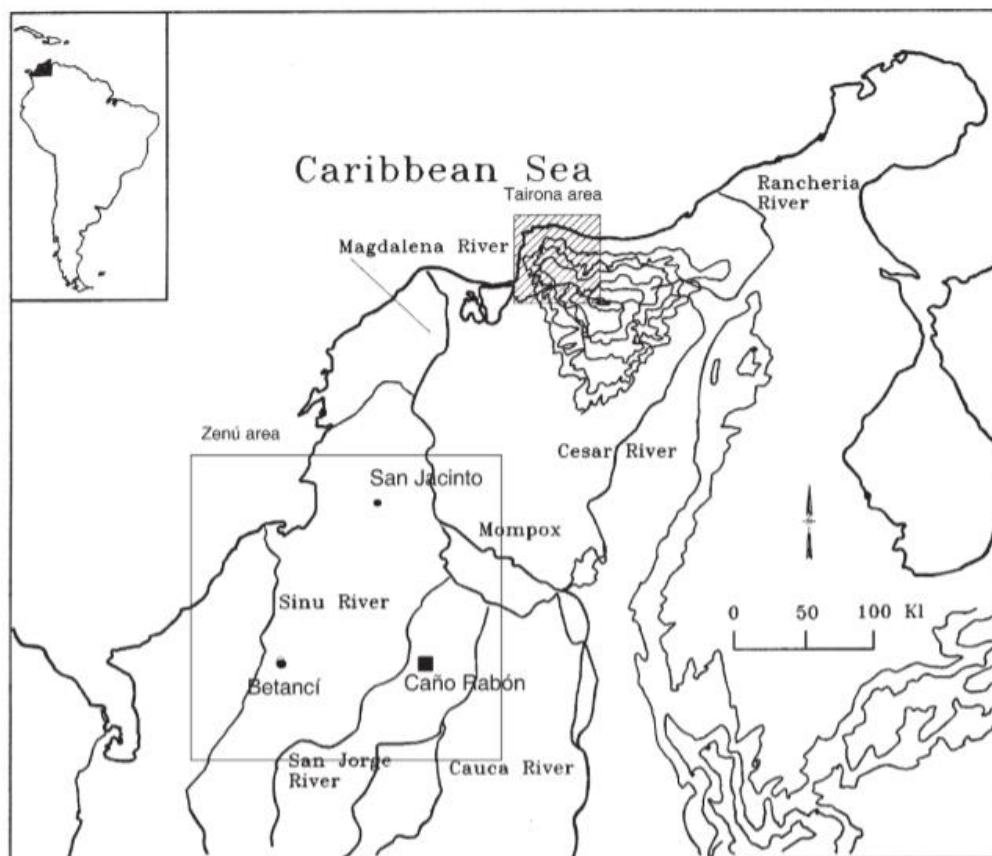 Caribbean Sea
Tairona area
Rancheria
River
Magdalena River
Zenú area
San Jacinto
Cesar River
Mompox
Sinu River
0 50 100 Kl
Betancí
Caño Rabón
San Jorge
River
Cauca River